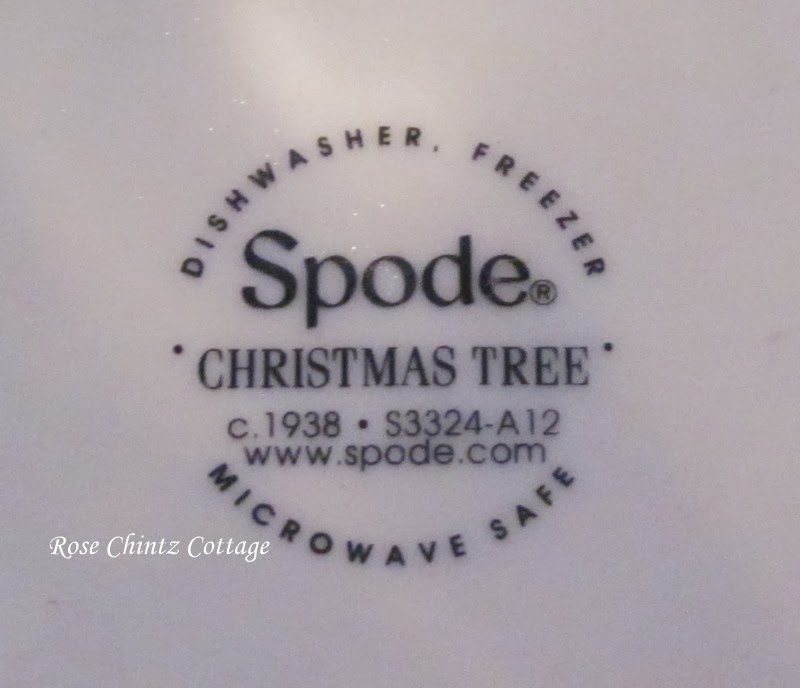 DISHWASHER, FREEZER
Spode®
• CHRISTMAS TREE •
c.1938 • S3324-A12
www.spode.com
MICROWAVE SAFE
Rose Chintz Cottage